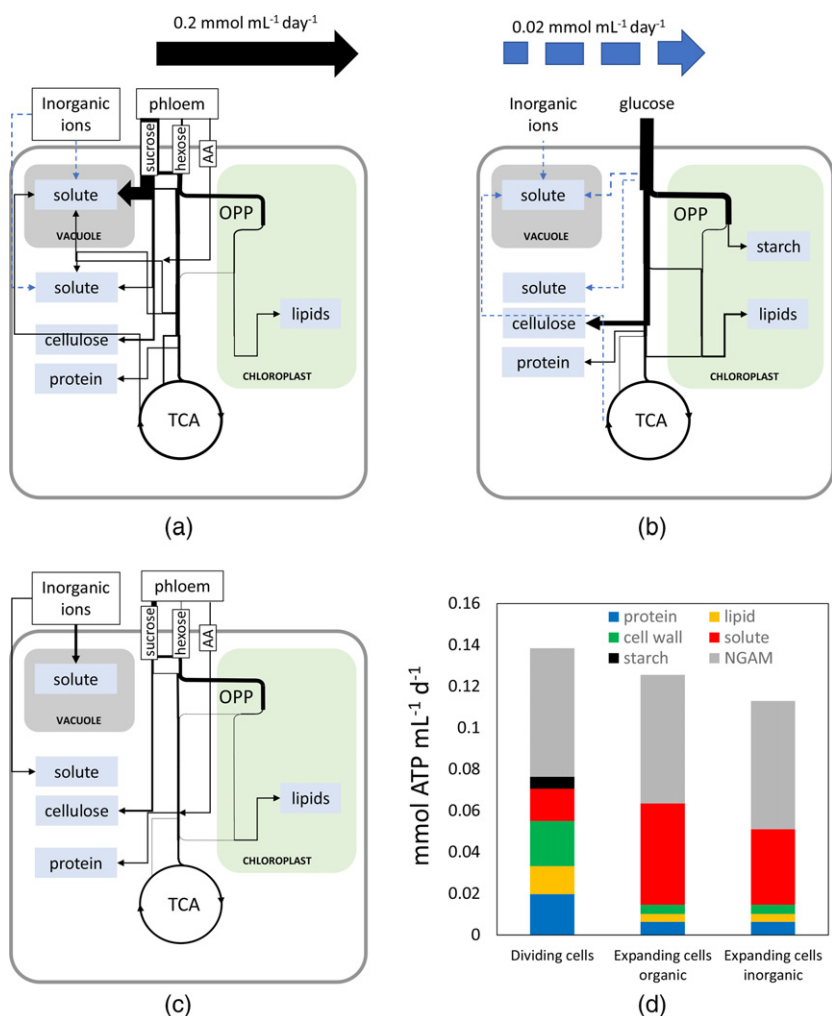 0.2 mmol mL⁻¹ day⁻¹
Inorganic
ions
phloem
sucrose
hexose
AA
solute
VACUOLE
OPP
solute
lipids
cellulose
protein
CHLOROPLAST
TCA
(a)
0.02 mmol mL⁻¹ day⁻¹
Inorganic
ions
glucose
solute
VACUOLE
OPP
starch
solute
cellulose
lipids
protein
CHLOROPLAST
TCA
(b)
Inorganic
ions
phloem
sucrose
hexose
AA
solute
VACUOLE
OPP
solute
cellulose
lipids
protein
CHLOROPLAST
TCA
(c)
mmol ATP mL⁻¹ d⁻¹
0.16
0.14
0.12
0.1
0.08
0.06
0.04
0.02
0
protein
lipid
cell wall
solute
starch
NGAM
Dividing cells
Expanding cells
organic
Expanding cells
inorganic
(d)